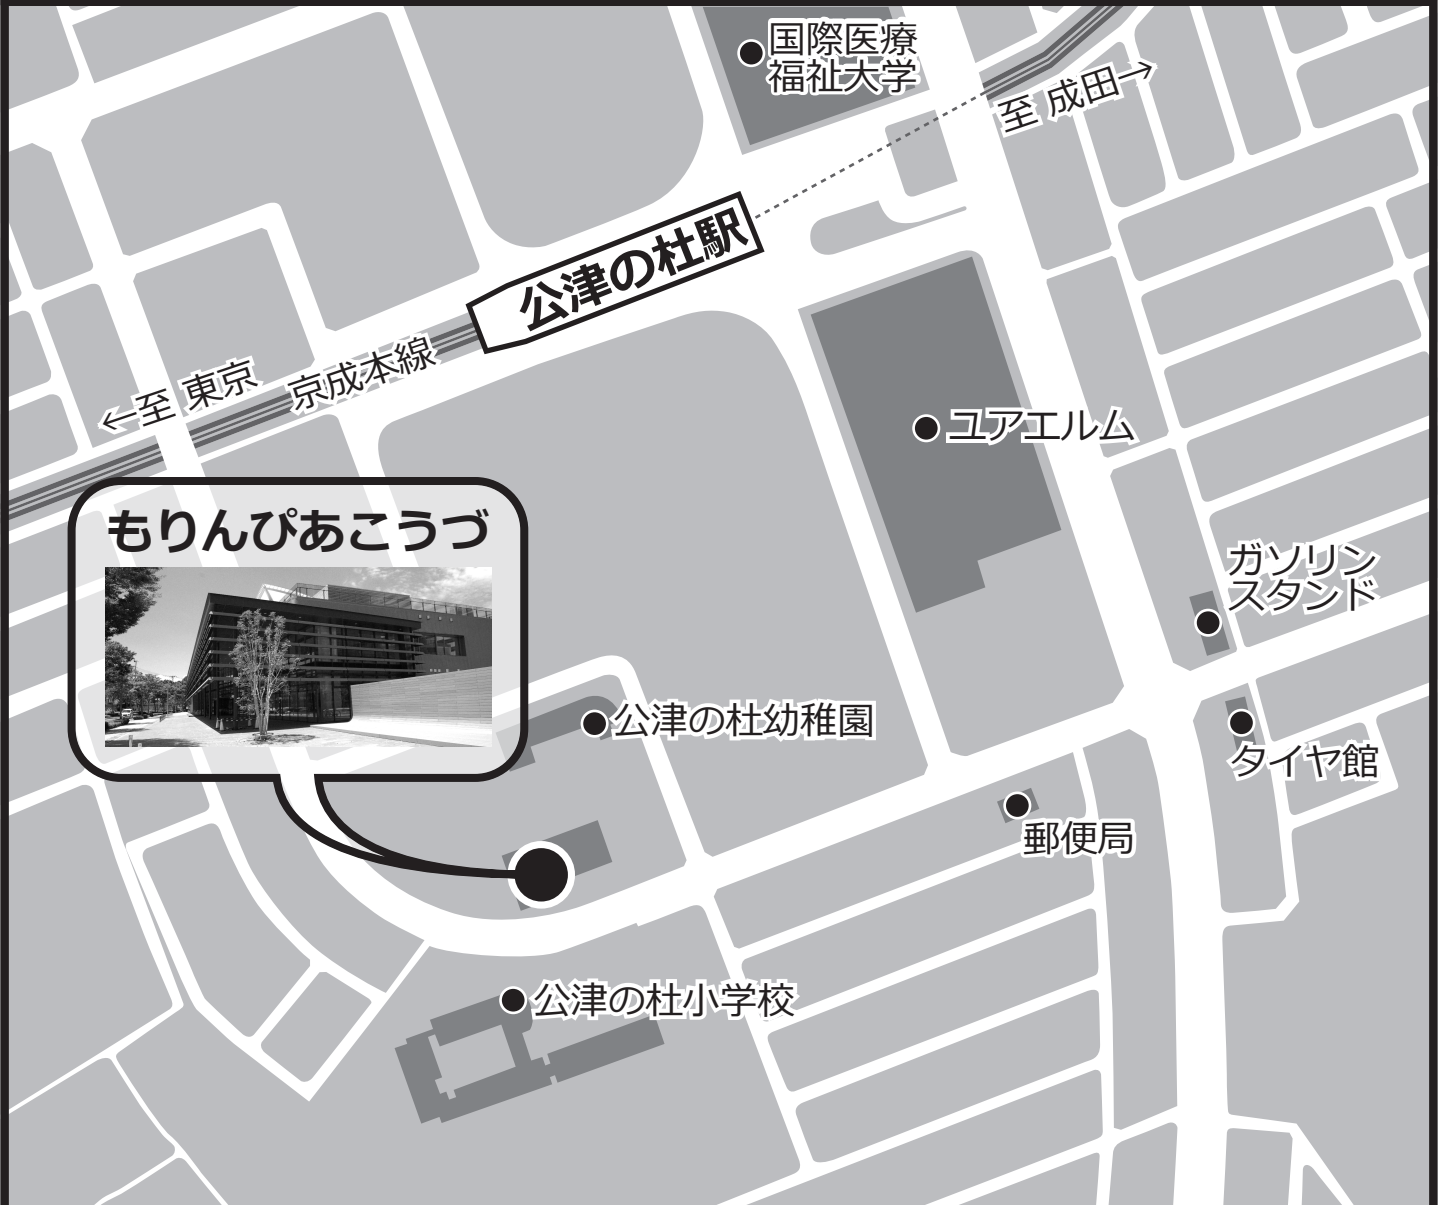 国際医療
福祉大学
至 成田→
公津の杜駅
京成本線
←至 東京
ユアエルム
もりんぴあこうづ
ガソリン
スタンド
公津の杜幼稚園
タイヤ館
郵便局
公津の杜小学校